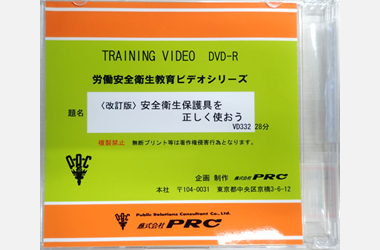 TRAINING VIDEO DVD-R
労働安全衛生教育ビデオシリーズ
題名 〈改訂版〉安全衛生保護具を
正しく使おう
VD332 28分
複製禁止: 無断プリント等は著作権侵害行為となります。
企画 制作 株式会社 PRC
本社 〒104-0031 東京都中央区京橋3-6-12
Public Relations Consultant Co., Ltd.
株式会社 PRC